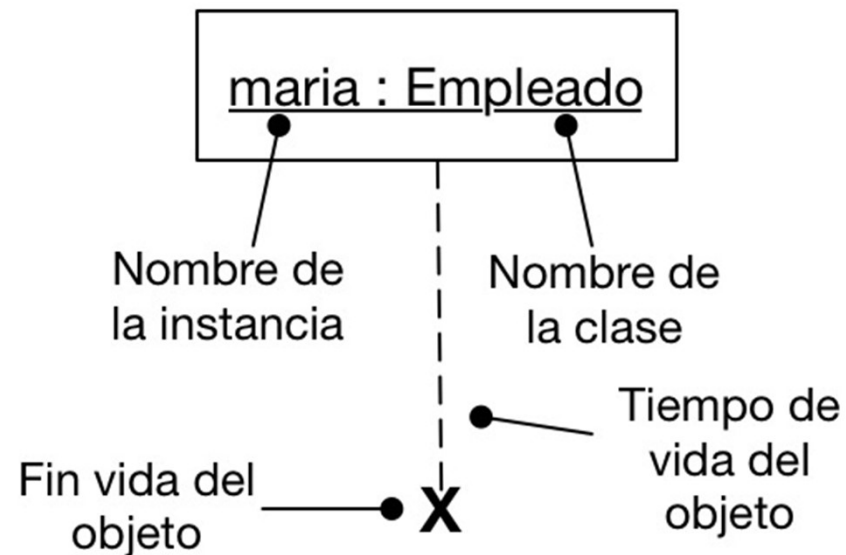 maria : Empleado
Nombre de
la instancia
Nombre de
la clase
Tiempo de
vida del
objeto
Fin vida del
objeto
X